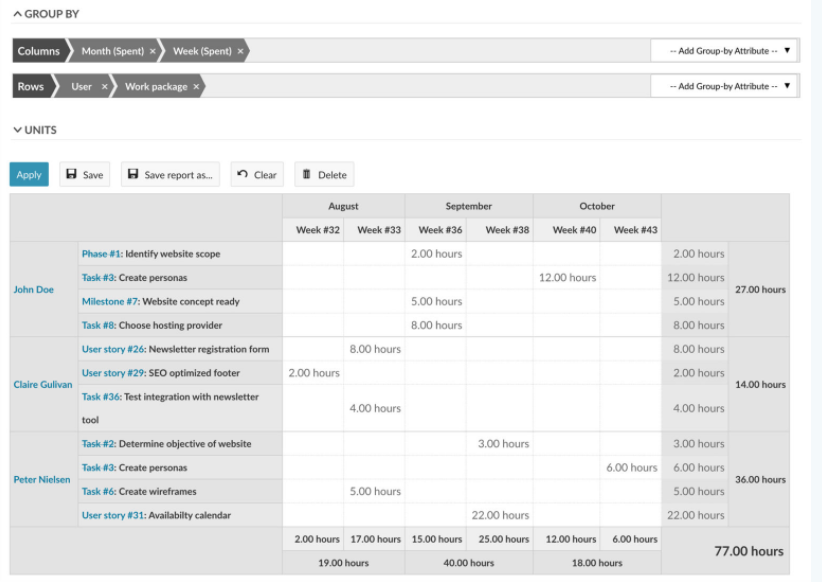 GROUP BY
Columns Month (Spent) × Week (Spent) × -- Add Group-by Attribute -- ▼
Rows User × Work package × -- Add Group-by Attribute -- ▼
UNITS
Apply Save Save report as... Clear Delete
August September October
Week #32 Week #33 Week #36 Week #38 Week #40 Week #43
Phase #1: Identify website scope 2.00 hours 2.00 hours
Task #3: Create personas 12.00 hours 12.00 hours
John Doe 27.00 hours
Milestone #7: Website concept ready 5.00 hours 5.00 hours
Task #8: Choose hosting provider 8.00 hours 8.00 hours
User story #26: Newsletter registration form 8.00 hours 8.00 hours
User story #29: SEO optimized footer 2.00 hours 2.00 hours
Claire Gulivan 14.00 hours
Task #36: Test integration with newsletter
tool 4.00 hours 4.00 hours
Task #2: Determine objective of website 3.00 hours 3.00 hours
Task #3: Create personas 6.00 hours 6.00 hours
Peter Nielsen 36.00 hours
Task #6: Create wireframes 5.00 hours 5.00 hours
User story #31: Availabilty calendar 22.00 hours 22.00 hours
2.00 hours 17.00 hours 15.00 hours 25.00 hours 12.00 hours 6.00 hours
77.00 hours
19.00 hours 40.00 hours 18.00 hours